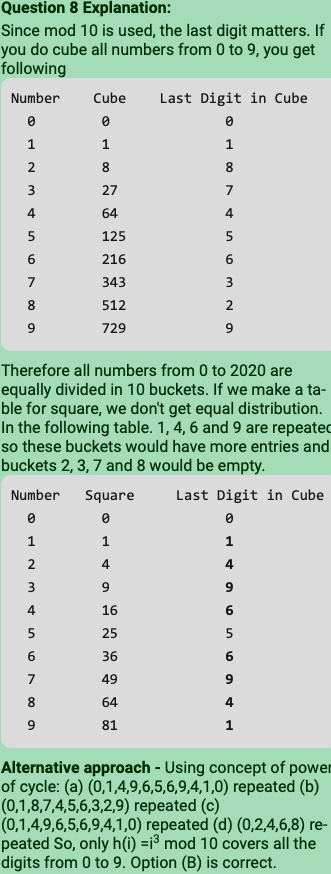 Question 8 Explanation:
Since mod 10 is used, the last digit matters. If
you do cube all numbers from 0 to 9, you get
following
Number Cube Last Digit in Cube
0 0 0
1 1 1
2 8 8
3 27 7
4 64 4
5 125 5
6 216 6
7 343 3
8 512 2
9 729 9
Therefore all numbers from 0 to 2020 are
equally divided in 10 buckets. If we make a ta-
ble for square, we don't get equal distribution.
In the following table. 1, 4, 6 and 9 are repeated
so these buckets would have more entries and
buckets 2, 3, 7 and 8 would be empty.
Number Square Last Digit in Cube
0 0 0
1 1 1
2 4 4
3 9 9
4 16 6
5 25 5
6 36 6
7 49 9
8 64 4
9 81 1
Alternative approach - Using concept of power
of cycle: (a) (0,1,4,9,6,5,6,9,4,1,0) repeated (b)
(0,1,8,7,4,5,6,3,2,9) repeated (c)
(0,1,4,9,6,5,6,9,4,1,0) repeated (d) (0,2,4,6,8) re-
peated So, only h(i) =i³ mod 10 covers all the
digits from 0 to 9. Option (B) is correct.